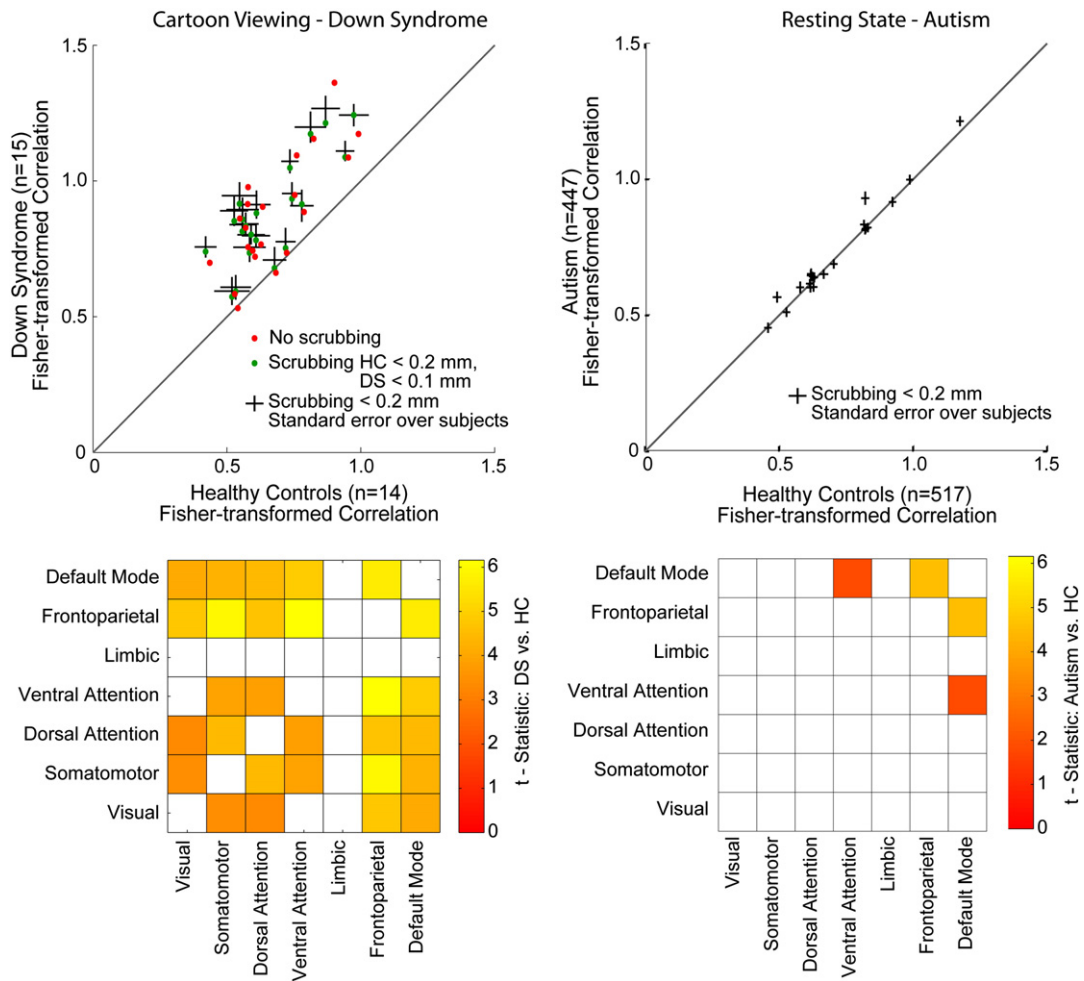 Cartoon Viewing - Down Syndrome
1.5
1.0
0.5
0
Down Syndrome (n=15)
Fisher-transformed Correlation
No scrubbing
Scrubbing HC < 0.2 mm,
DS < 0.1 mm
Scrubbing < 0.2 mm
Standard error over subjects
0
0.5
1.0
1.5
Healthy Controls (n=14)
Fisher-transformed Correlation
Resting State - Autism
1.5
1.0
0.5
0
Autism (n=447)
Fisher-transformed Correlation
Scrubbing < 0.2 mm
Standard error over subjects
0
0.5
1.0
1.5
Healthy Controls (n=517)
Fisher-transformed Correlation
Default Mode
Frontoparietal
Limbic
Ventral Attention
Dorsal Attention
Somatomotor
Visual
Visual
Somatomotor
Dorsal Attention
Ventral Attention
Limbic
Frontoparietal
Default Mode
6
5
4
3
2
1
0
t - Statistic: DS vs. HC
Default Mode
Frontoparietal
Limbic
Ventral Attention
Dorsal Attention
Somatomotor
Visual
Visual
Somatomotor
Dorsal Attention
Ventral Attention
Limbic
Frontoparietal
Default Mode
6
5
4
3
2
1
0
t - Statistic: Autism vs. HC